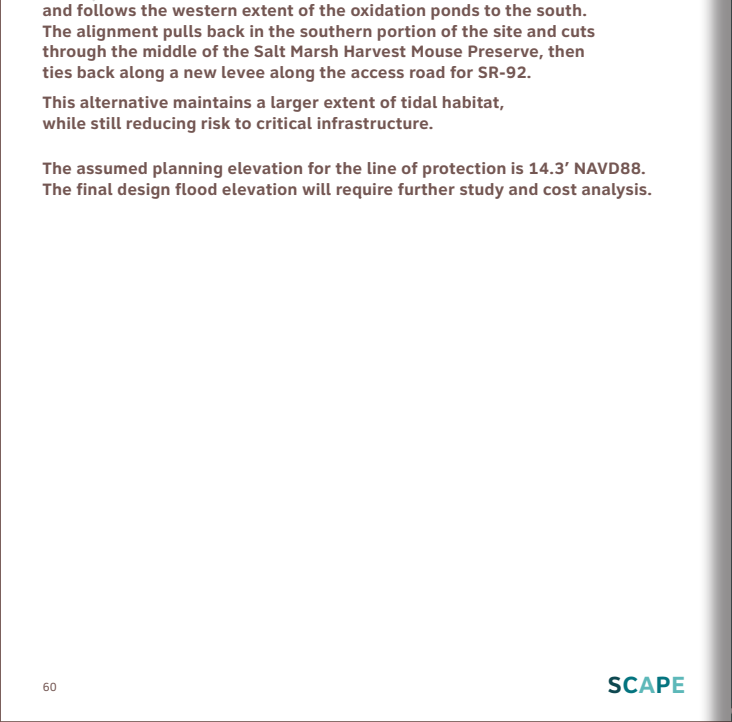 and follows the western extent of the oxidation ponds to the south.
The alignment pulls back in the southern portion of the site and cuts
through the middle of the Salt Marsh Harvest Mouse Preserve, then
ties back along a new levee along the access road for SR-92.
This alternative maintains a larger extent of tidal habitat,
while still reducing risk to critical infrastructure.
The assumed planning elevation for the line of protection is 14.3’ NAVD88.
The final design flood elevation will require further study and cost analysis.
60
SCAPE